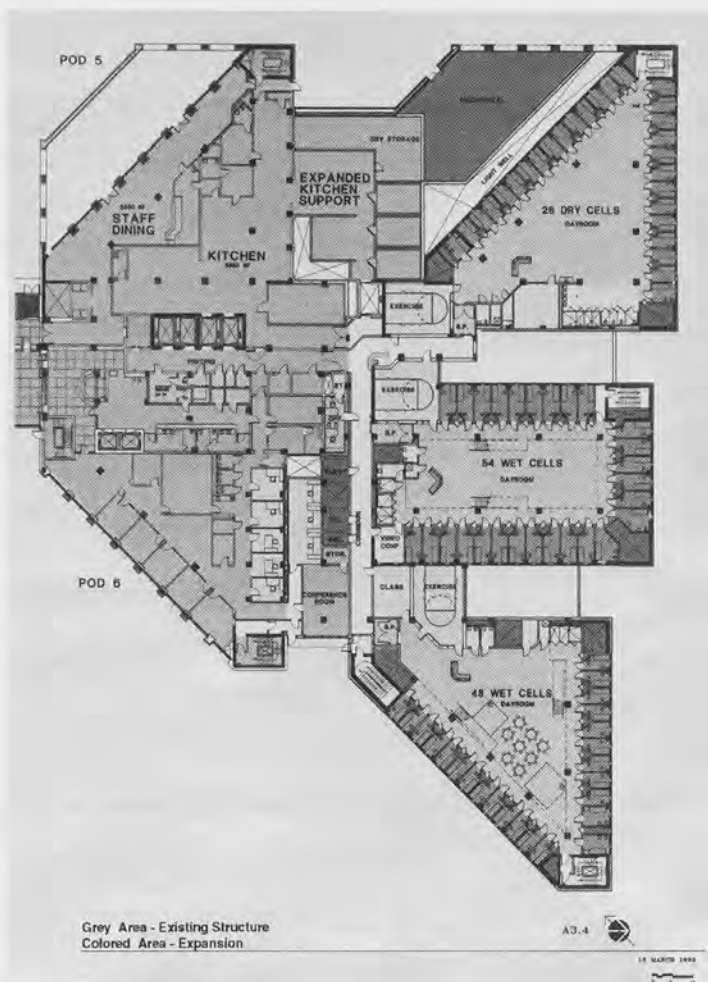 POD 5
MECHANICAL
DRY STORAGE
LIGHT WELL
EXPANDED
KITCHEN
SUPPORT
STAFF
DINING
26 DRY CELLS
DAYROOM
KITCHEN
EXERCISE
S.P.
EXERCISE
S.P.
54 WET CELLS
DAYROOM
VIDEO
CONF
CORRIDOR
CLASS
EXERCISE
POD 6
CONFERENCE
ROOM
S.P.
48 WET CELLS
DAYROOM
Grey Area - Existing Structure
Colored Area - Expansion
A3.4